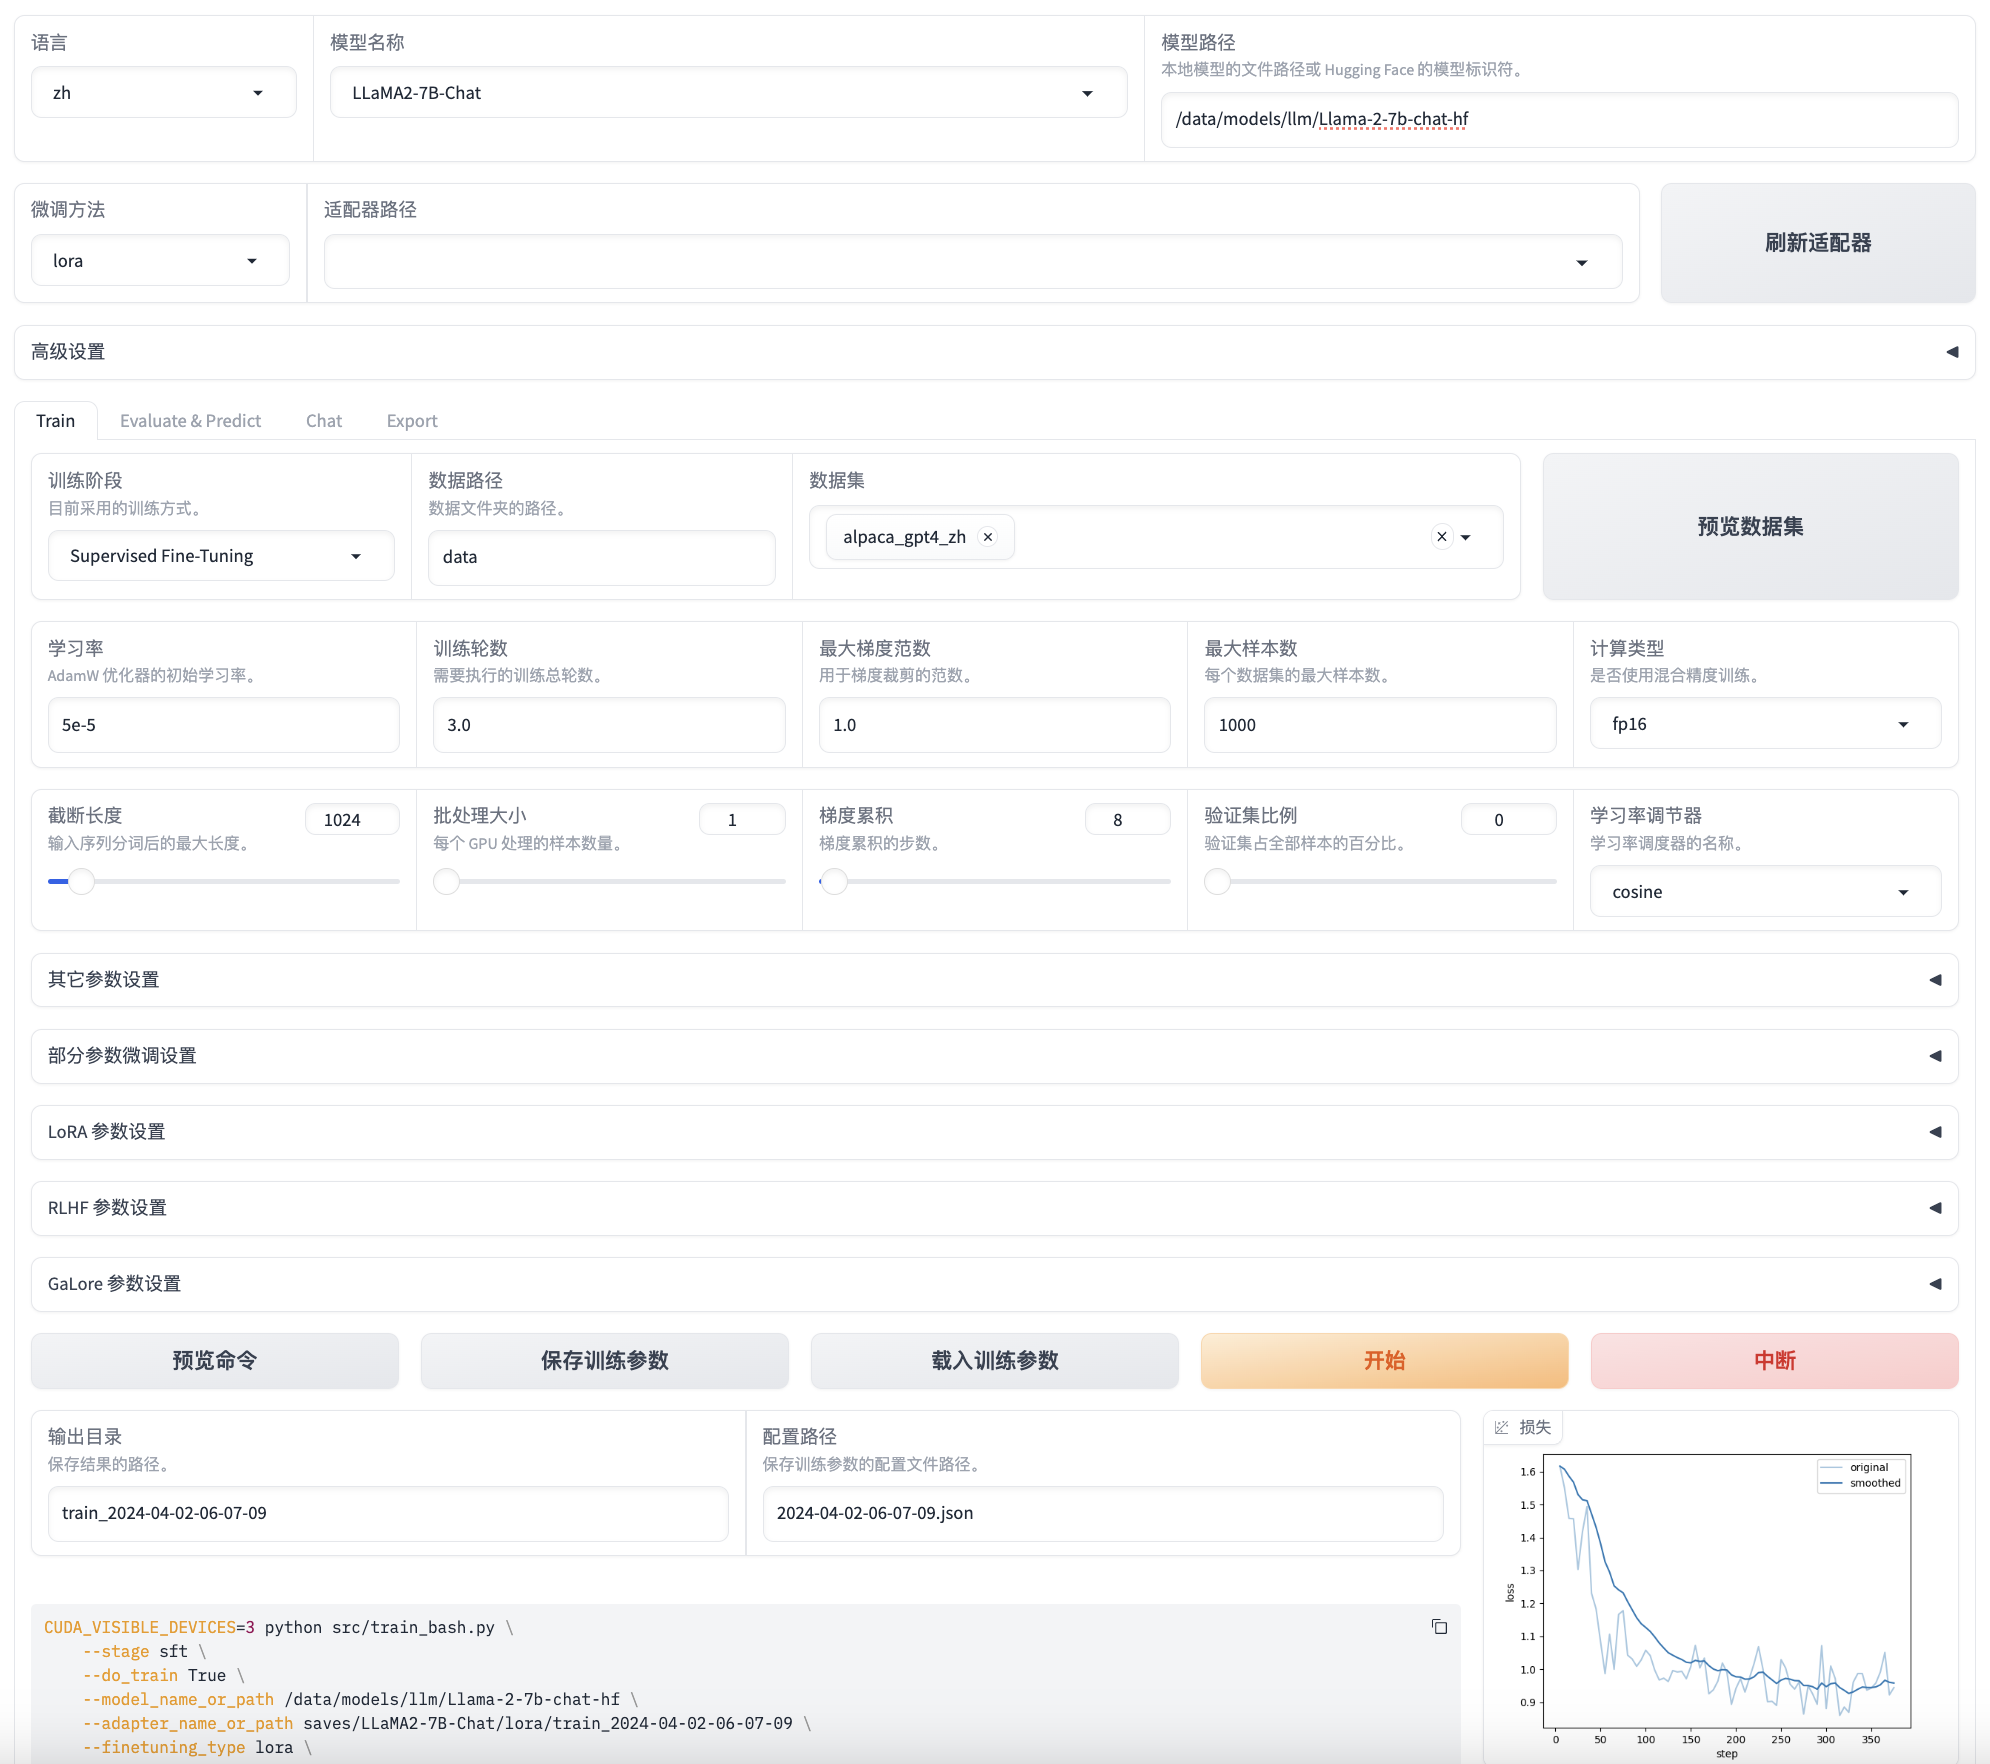 语言
zh
模型名称
LLaMA2-7B-Chat
模型路径
本地模型的文件路径或 Hugging Face 的模型标识符。
/data/models/llm/Llama-2-7b-chat-hf
微调方法
lora
适配器路径
刷新适配器
高级设置
Train
Evaluate & Predict
Chat
Export
训练阶段
目前采用的训练方式。
Supervised Fine-Tuning
数据路径
数据文件夹的路径。
data
数据集
alpaca_gpt4_zh
预览数据集
学习率
AdamW 优化器的初始学习率。
5e-5
训练轮数
需要执行的训练总轮数。
3.0
最大梯度范数
用于梯度裁剪的范数。
1.0
最大样本数
每个数据集的最大样本数。
1000
计算类型
是否使用混合精度训练。
fp16
截断长度
1024
输入序列分词后的最大长度。
批处理大小
1
每个 GPU 处理的样本数量。
梯度累积
8
梯度累积的步数。
验证集比例
0
验证集占全部样本的百分比。
学习率调节器
学习率调度器的名称。
cosine
其它参数设置
部分参数微调设置
LoRA 参数设置
RLHF 参数设置
GaLore 参数设置
预览命令
保存训练参数
载入训练参数
开始
中断
输出目录
保存结果的路径。
train_2024-04-02-06-07-09
配置路径
保存训练参数的配置文件路径。
2024-04-02-06-07-09.json
损失
original
smoothed
1.6
1.5
1.4
1.3
1.2
1.1
1.0
0.9
loss
0 50 100 150 200 250 300 350
step
CUDA_VISIBLE_DEVICES=3 python src/train_bash.py \
--stage sft \
--do_train True \
--model_name_or_path /data/models/llm/Llama-2-7b-chat-hf \
--adapter_name_or_path saves/LLaMA2-7B-Chat/lora/train_2024-04-02-06-07-09 \
--finetuning_type lora \